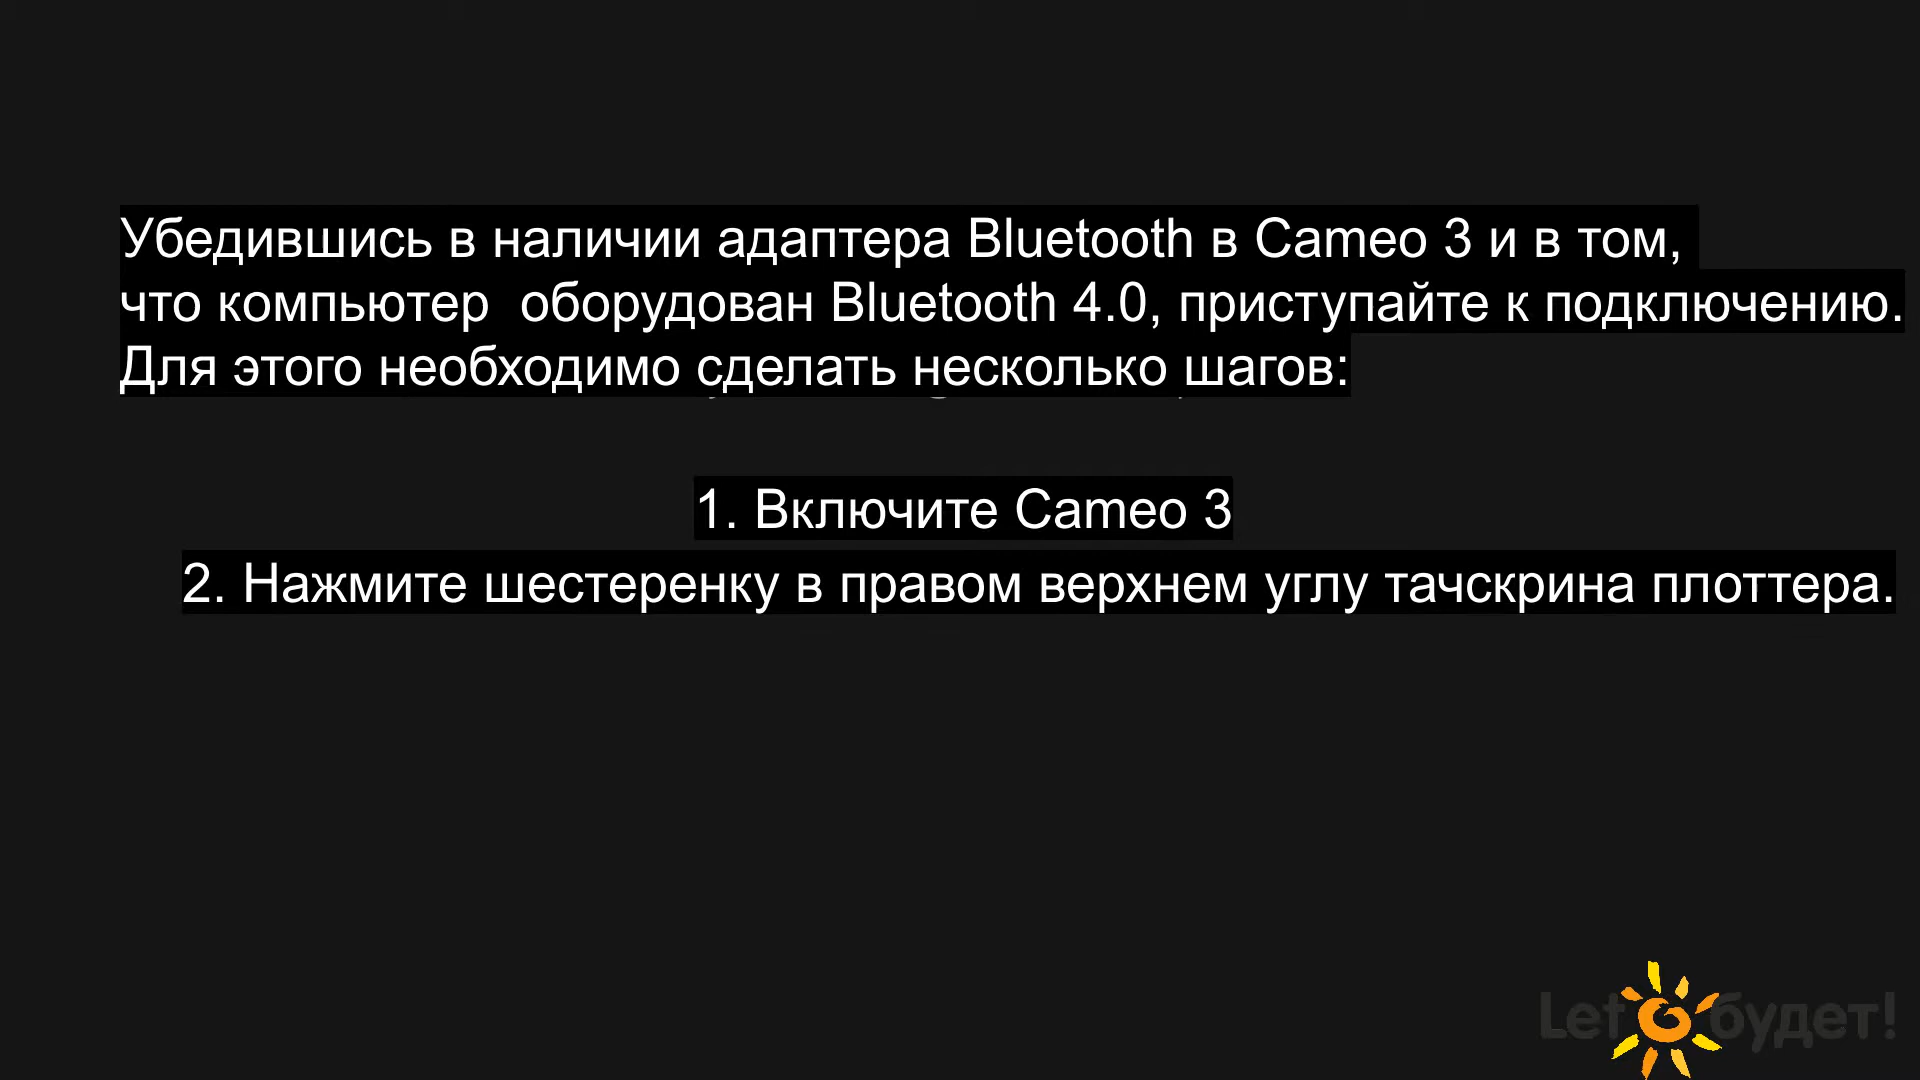 Убедившись в наличии адаптера Bluetooth в Cameo 3 и в том,
что компьютер оборудован Bluetooth 4.0, приступайте к подключению.
Для этого необходимо сделать несколько шагов:
1. Включите Cameo 3
2. Нажмите шестеренку в правом верхнем углу тачскрина плоттера.
Let будет!